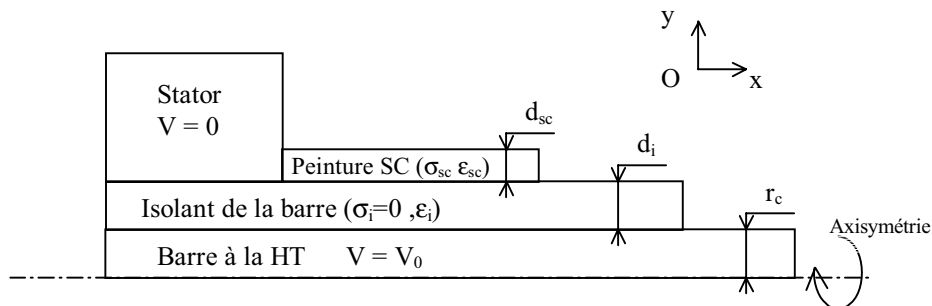 y
O
x
Stator
V = 0
d_sc
Peinture SC (σ_sc ε_sc)
d_i
Isolant de la barre (σ_i=0 ,ε_i)
r_c
Axisymétrie
Barre à la HT V = V_0